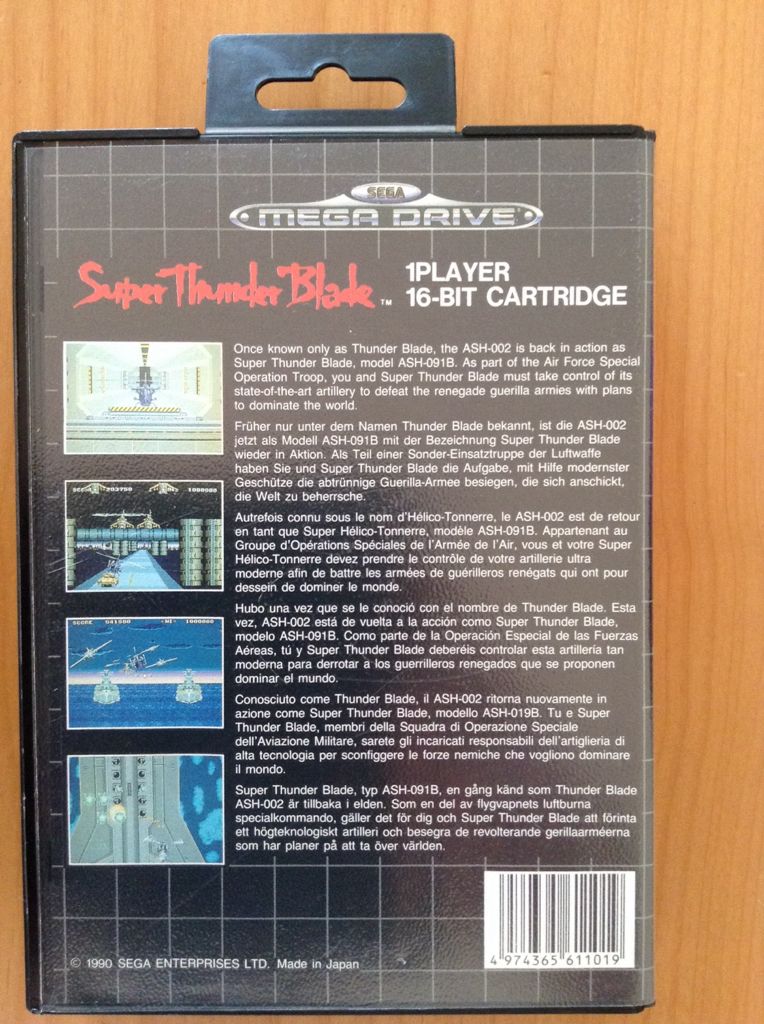 SEGA
MEGA DRIVE
Super Thunder Blade ™
1PLAYER
16-BIT CARTRIDGE
Once known only as Thunder Blade, the ASH-002 is back in action as
Super Thunder Blade, model ASH-091B. As part of the Air Force Special
Operation Troop, you and Super Thunder Blade must take control of its
state-of-the-art artillery to defeat the renegade guerilla armies with plans
to dominate the world.
Früher nur unter dem Namen Thunder Blade bekannt, ist die ASH-002
jetzt als Modell ASH-091B mit der Bezeichnung Super Thunder Blade
wieder in Aktion. Als Teil einer Sonder-Einsatztruppe der Luftwaffe
haben Sie und Super Thunder Blade die Aufgabe, mit Hilfe modernster
Geschütze die abtrünnige Guerilla-Armee besiegen, die sich anschickt,
die Welt zu beherrsche.
Autrefois connu sous le nom d'Hélico-Tonnerre, le ASH-002 est de retour
en tant que Super Hélico-Tonnerre, modèle ASH-091B. Appartenant au
Groupe d'Opérations Spéciales de l'Armée de l'Air, vous et votre Super
Hélico-Tonnerre devez prendre le contrôle de votre artillerie ultra
moderne afin de battre les armées de guérilleros renégats qui ont pour
dessein de dominer le monde.
Hubo una vez que se le conoció con el nombre de Thunder Blade. Esta
vez, ASH-002 está de vuelta a la acción como Super Thunder Blade,
modelo ASH-091B. Como parte de la Operación Especial de las Fuerzas
Aéreas, tú y Super Thunder Blade deberéis controlar esta artillería tan
moderna para derrotar a los guerrilleros renegados que se proponen
dominar el mundo.
Conosciuto come Thunder Blade, il ASH-002 ritorna nuovamente in
azione come Super Thunder Blade, modello ASH-019B. Tu e Super
Thunder Blade, membri della Squadra di Operazione Speciale
dell'Aviazione Militare, sarete gli incaricati responsabili dell'artiglieria di
alta tecnologia per sconfiggere le forze nemiche che vogliono dominare
il mondo.
Super Thunder Blade, typ ASH-091B, en gång känd som Thunder Blade
ASH-002 är tillbaka i elden. Som en del av flygvapnets luftburna
specialkommando, gäller det för dig och Super Thunder Blade att förinta
ett högteknologiskt artilleri och besegra de revolterande gerillaarméerna
som har planer på att ta över världen.
SCORE 203750 1000000
SCORE 941500 -HI- 1000000
© 1990 SEGA ENTERPRISES LTD. Made in Japan
4 974365 611019